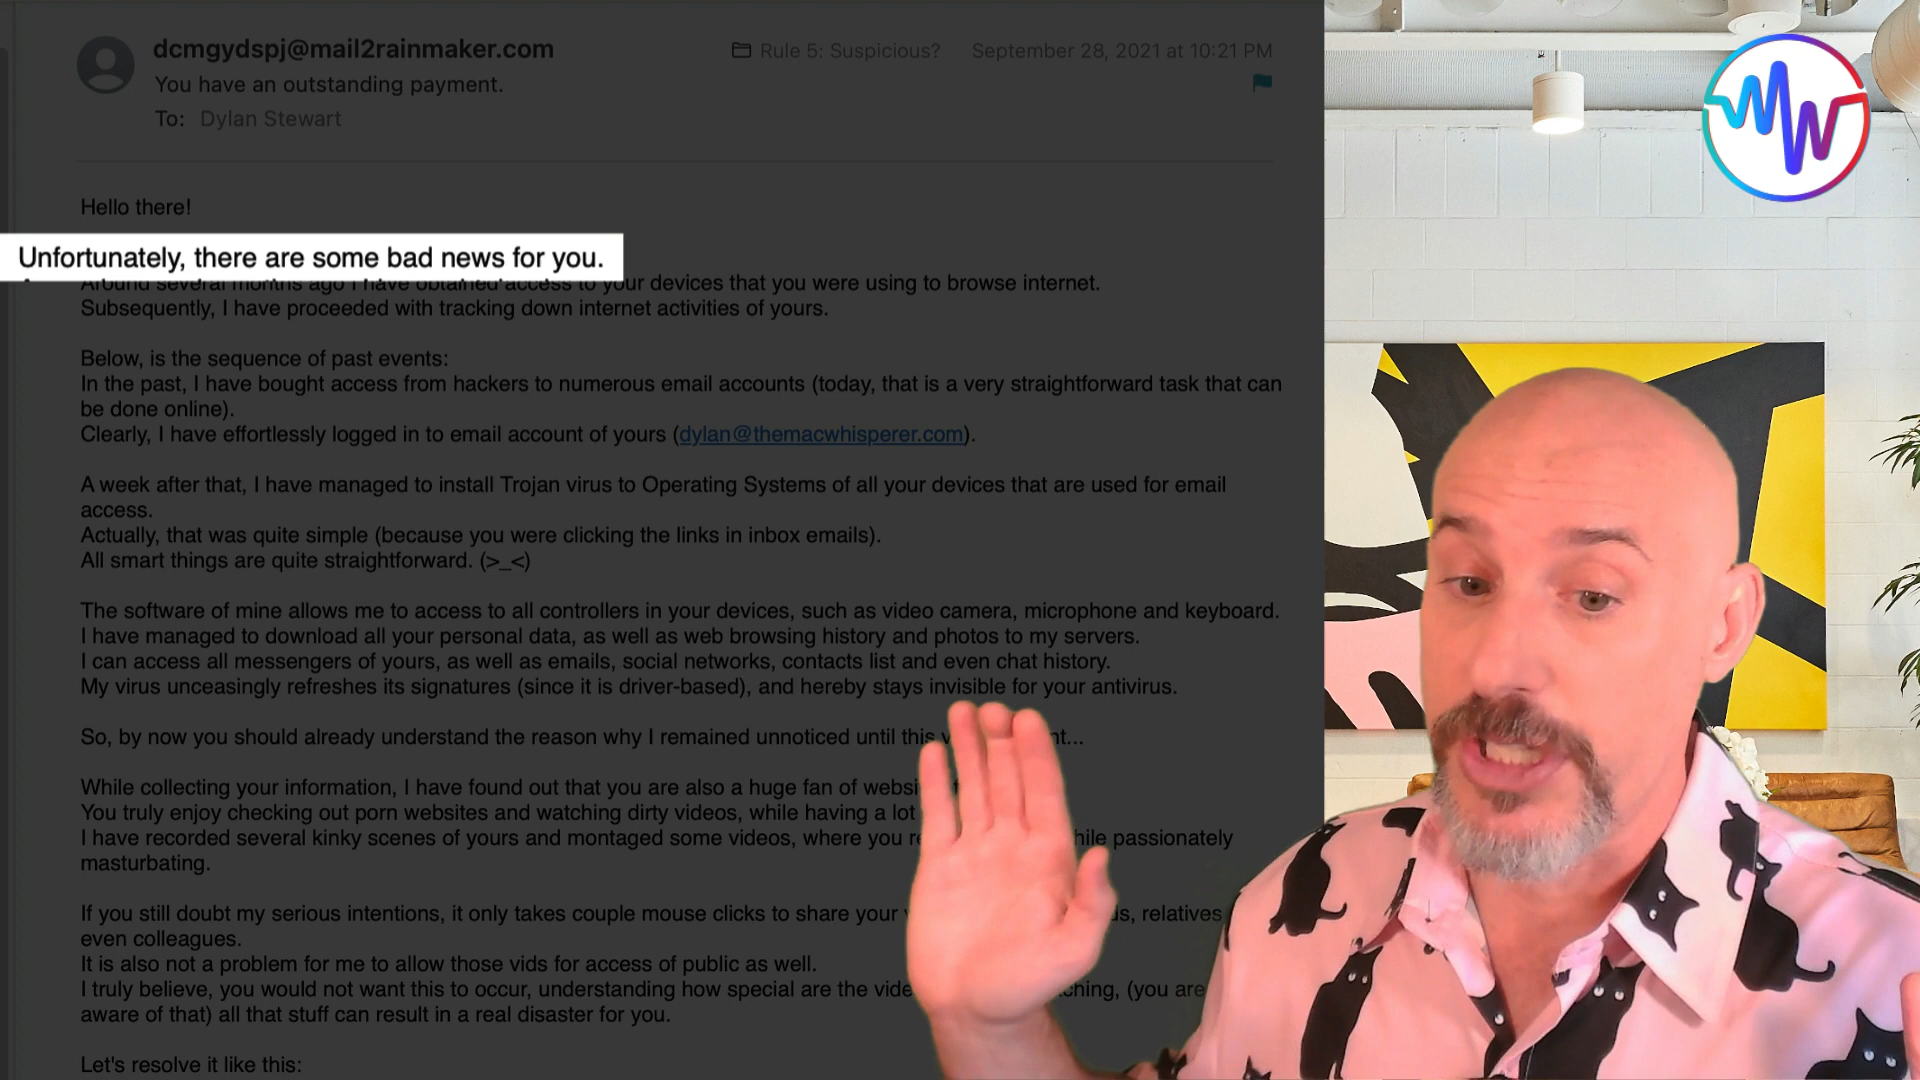 dcmgydspj@mail2rainmaker.com
Rule 5: Suspicious?
September 28, 2021 at 10:21 PM
You have an outstanding payment.
To: Dylan Stewart
Hello there!
Unfortunately, there are some bad news for you.
Around several months ago I have obtained access to your devices that you were using to browse internet.
Subsequently, I have proceeded with tracking down internet activities of yours.
Below, is the sequence of past events:
In the past, I have bought access from hackers to numerous email accounts (today, that is a very straightforward task that can
be done online).
Clearly, I have effortlessly logged in to email account of yours (dylan@themacwhisperer.com).
A week after that, I have managed to install Trojan virus to Operating Systems of all your devices that are used for email
access.
Actually, that was quite simple (because you were clicking the links in inbox emails).
All smart things are quite straightforward. (>_<)
The software of mine allows me to access to all controllers in your devices, such as video camera, microphone and keyboard.
I have managed to download all your personal data, as well as web browsing history and photos to my servers.
I can access all messengers of yours, as well as emails, social networks, contacts list and even chat history.
My virus unceasingly refreshes its signatures (since it is driver-based), and hereby stays invisible for your antivirus.
So, by now you should already understand the reason why I remained unnoticed until this
While collecting your information, I have found out that you are also a huge fan of
You truly enjoy checking out porn websites and watching dirty videos, while having a lot
I have recorded several kinky scenes of yours and montaged some videos, where you passionately
masturbating.
If you still doubt my serious intentions, it only takes couple mouse clicks to share your relatives
even colleagues.
It is also not a problem for me to allow those vids for access of public as well.
I truly believe, you would not want this to occur, understanding how special are the (you are
aware of that) all that stuff can result in a real disaster for you.
Let's resolve it like this:
MW